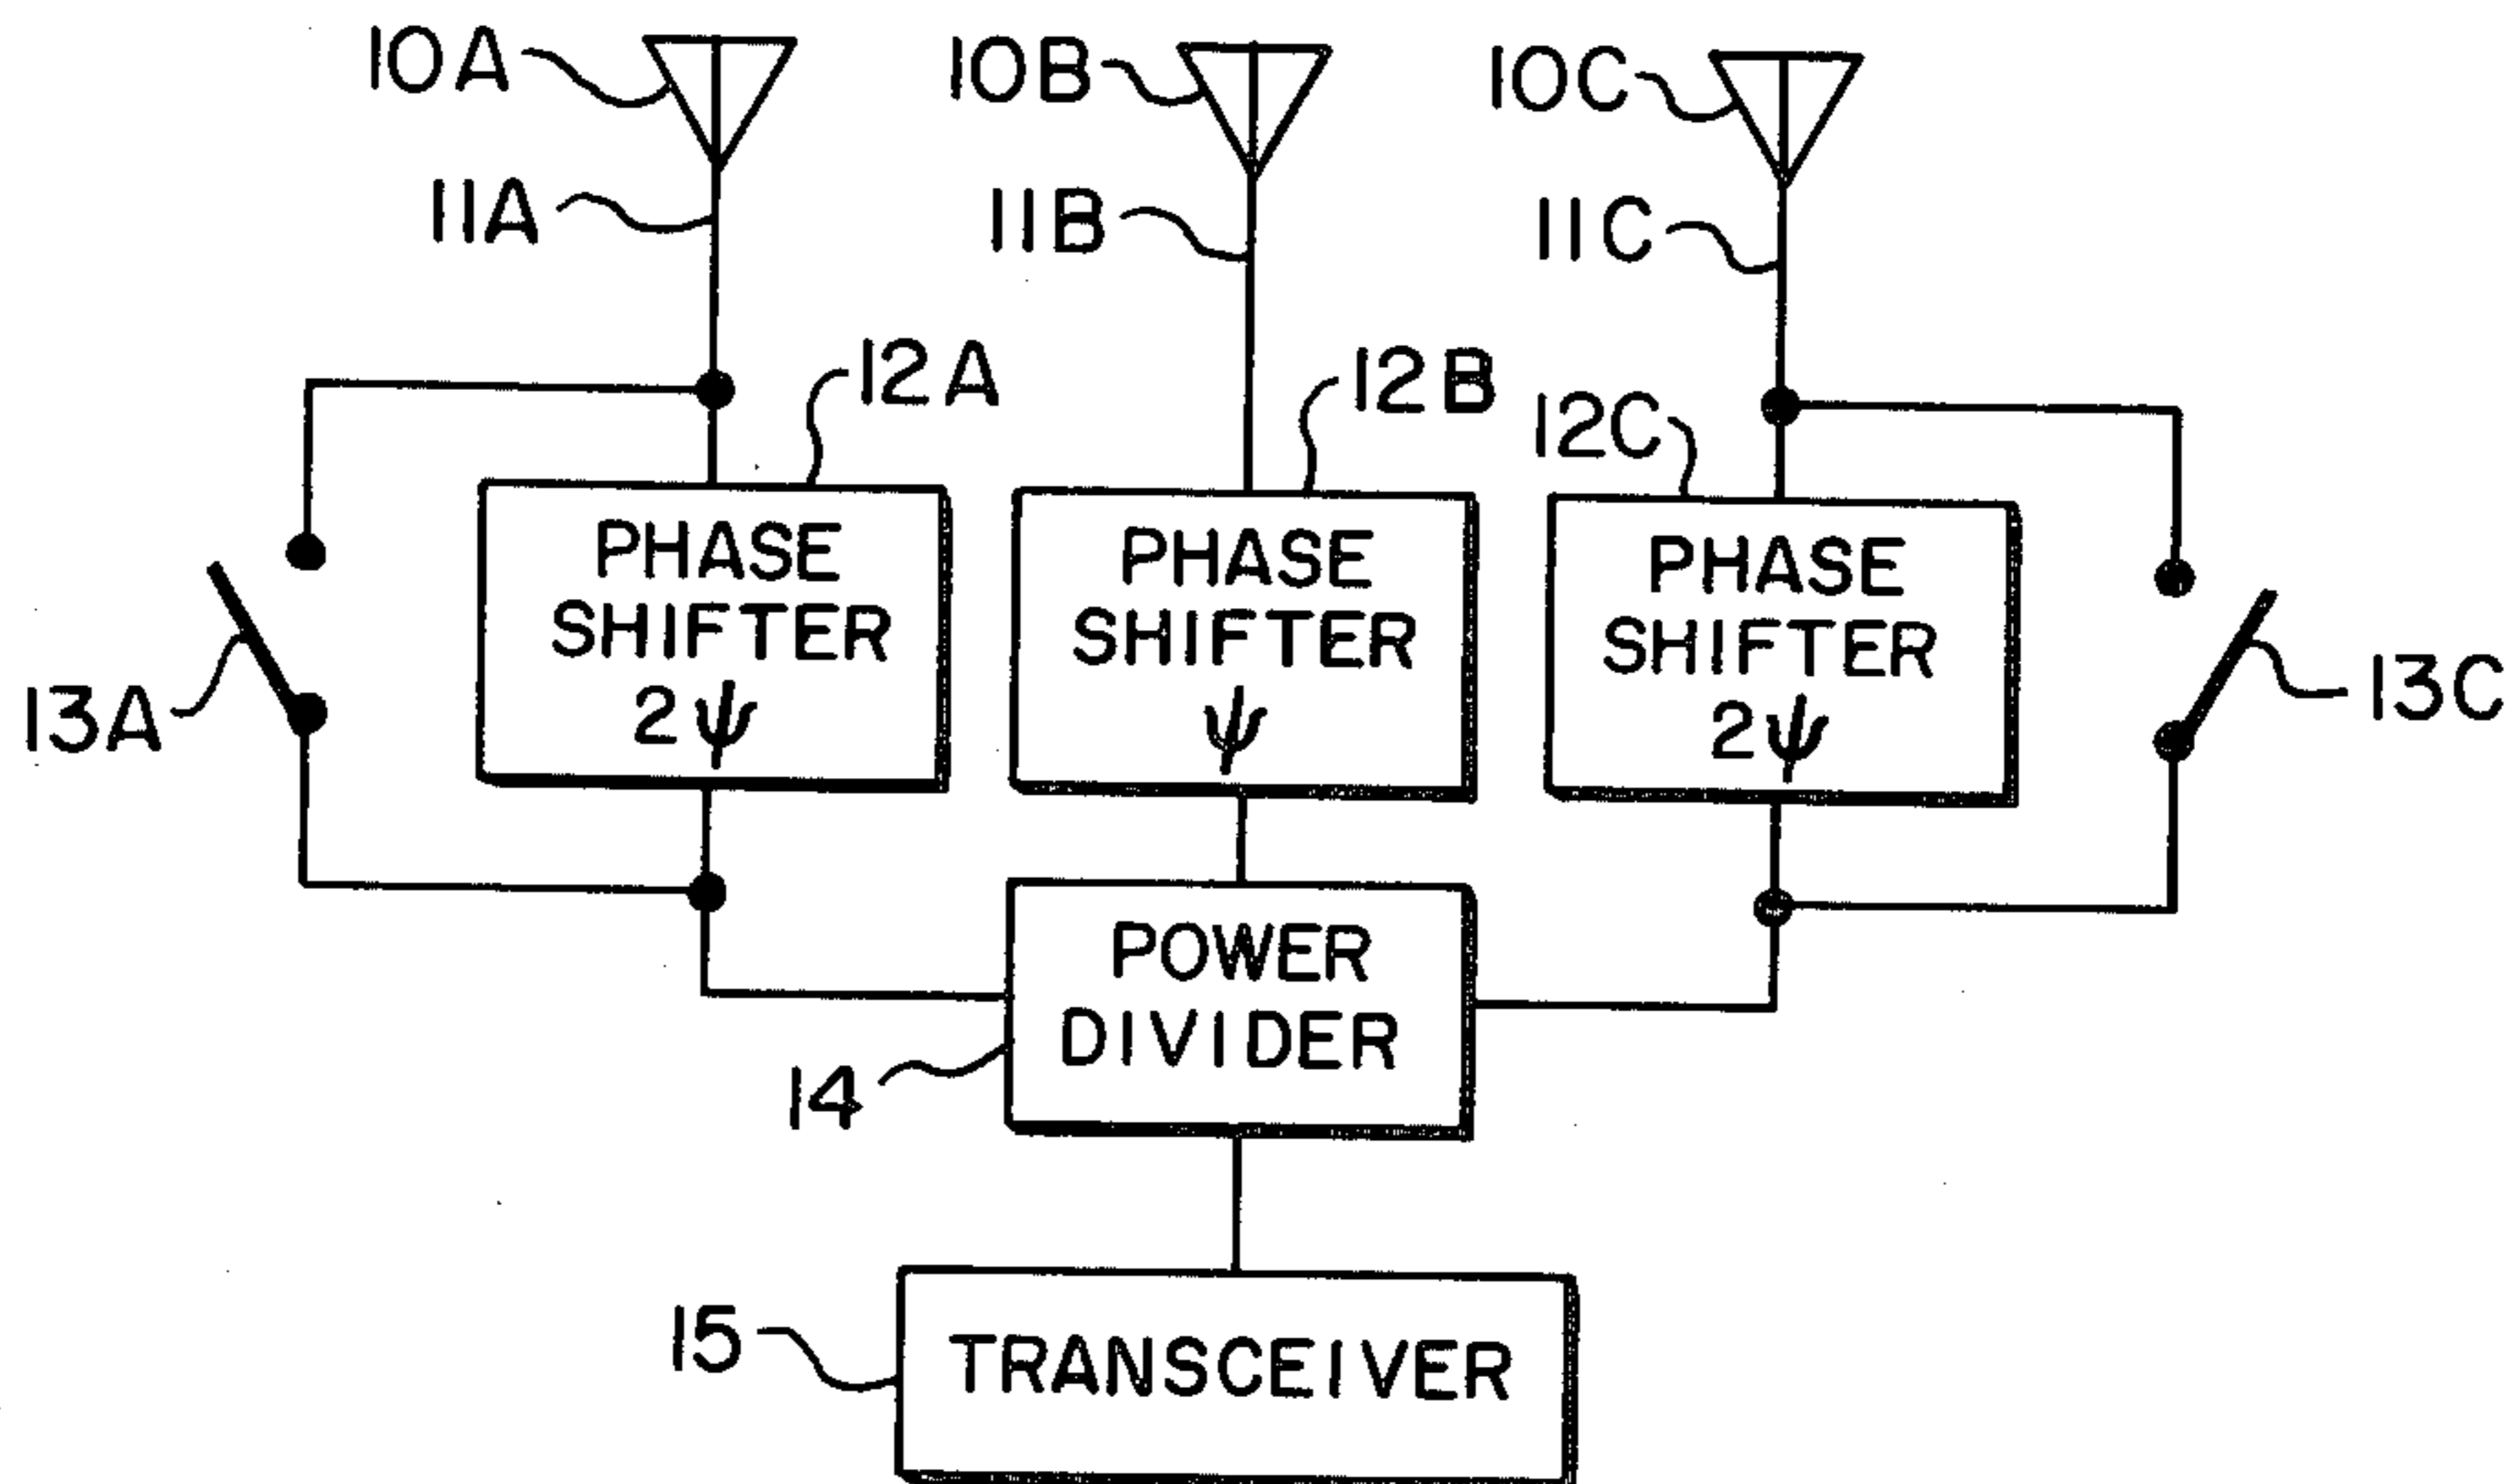 10A
10B
10C
11A
11B
11C
12A
12B
12C
PHASE
SHIFTER
2ψ
PHASE
SHIFTER
ψ
PHASE
SHIFTER
2ψ
13A
13C
POWER
DIVIDER
14
15
TRANSCEIVER